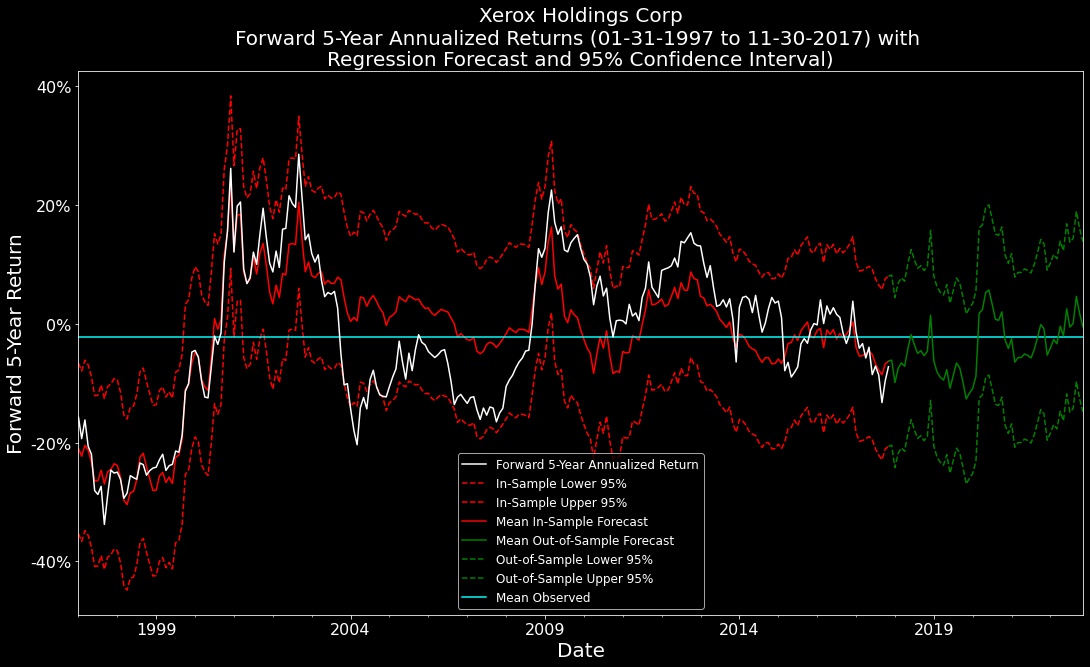 Xerox Holdings Corp
Forward 5-Year Annualized Returns (01-31-1997 to 11-30-2017) with
Regression Forecast and 95% Confidence Interval)
Forward 5-Year Return
40%
20%
0%
-20%
-40%
Forward 5-Year Annualized Return
In-Sample Lower 95%
In-Sample Upper 95%
Mean In-Sample Forecast
Mean Out-of-Sample Forecast
Out-of-Sample Lower 95%
Out-of-Sample Upper 95%
Mean Observed
1999 2004 2009 2014 2019
Date